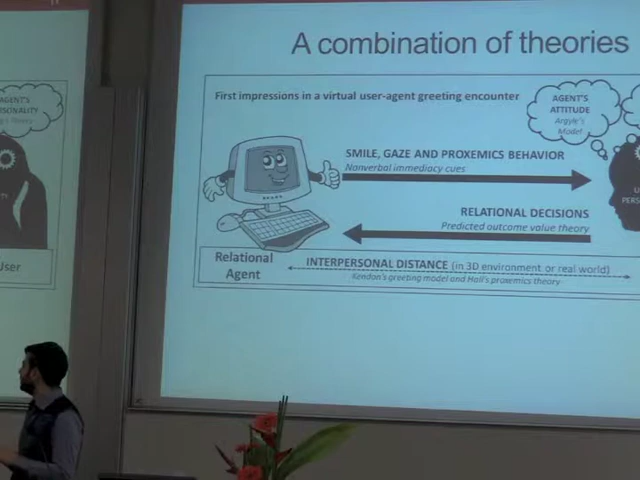 A combination of theories
First impressions in a virtual user-agent greeting encounter
AGENT'S
ATTITUDE
Argyle's
Model
SMILE, GAZE AND PROXEMICS BEHAVIOR
Nonverbal immediacy cues
RELATIONAL DECISIONS
Predicted outcome value theory
Relational
Agent
INTERPERSONAL DISTANCE (in 3D environment or real world)
Kendon's greeting model and Hall's proxemics theory
AGENT'S